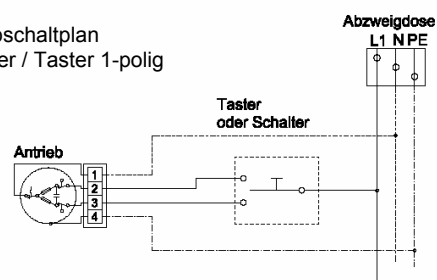 oschaltplan
er / Taster 1-polig
Abzweigdose
L1 N PE
Taster
oder Schalter
Antrieb
1
2
3
4